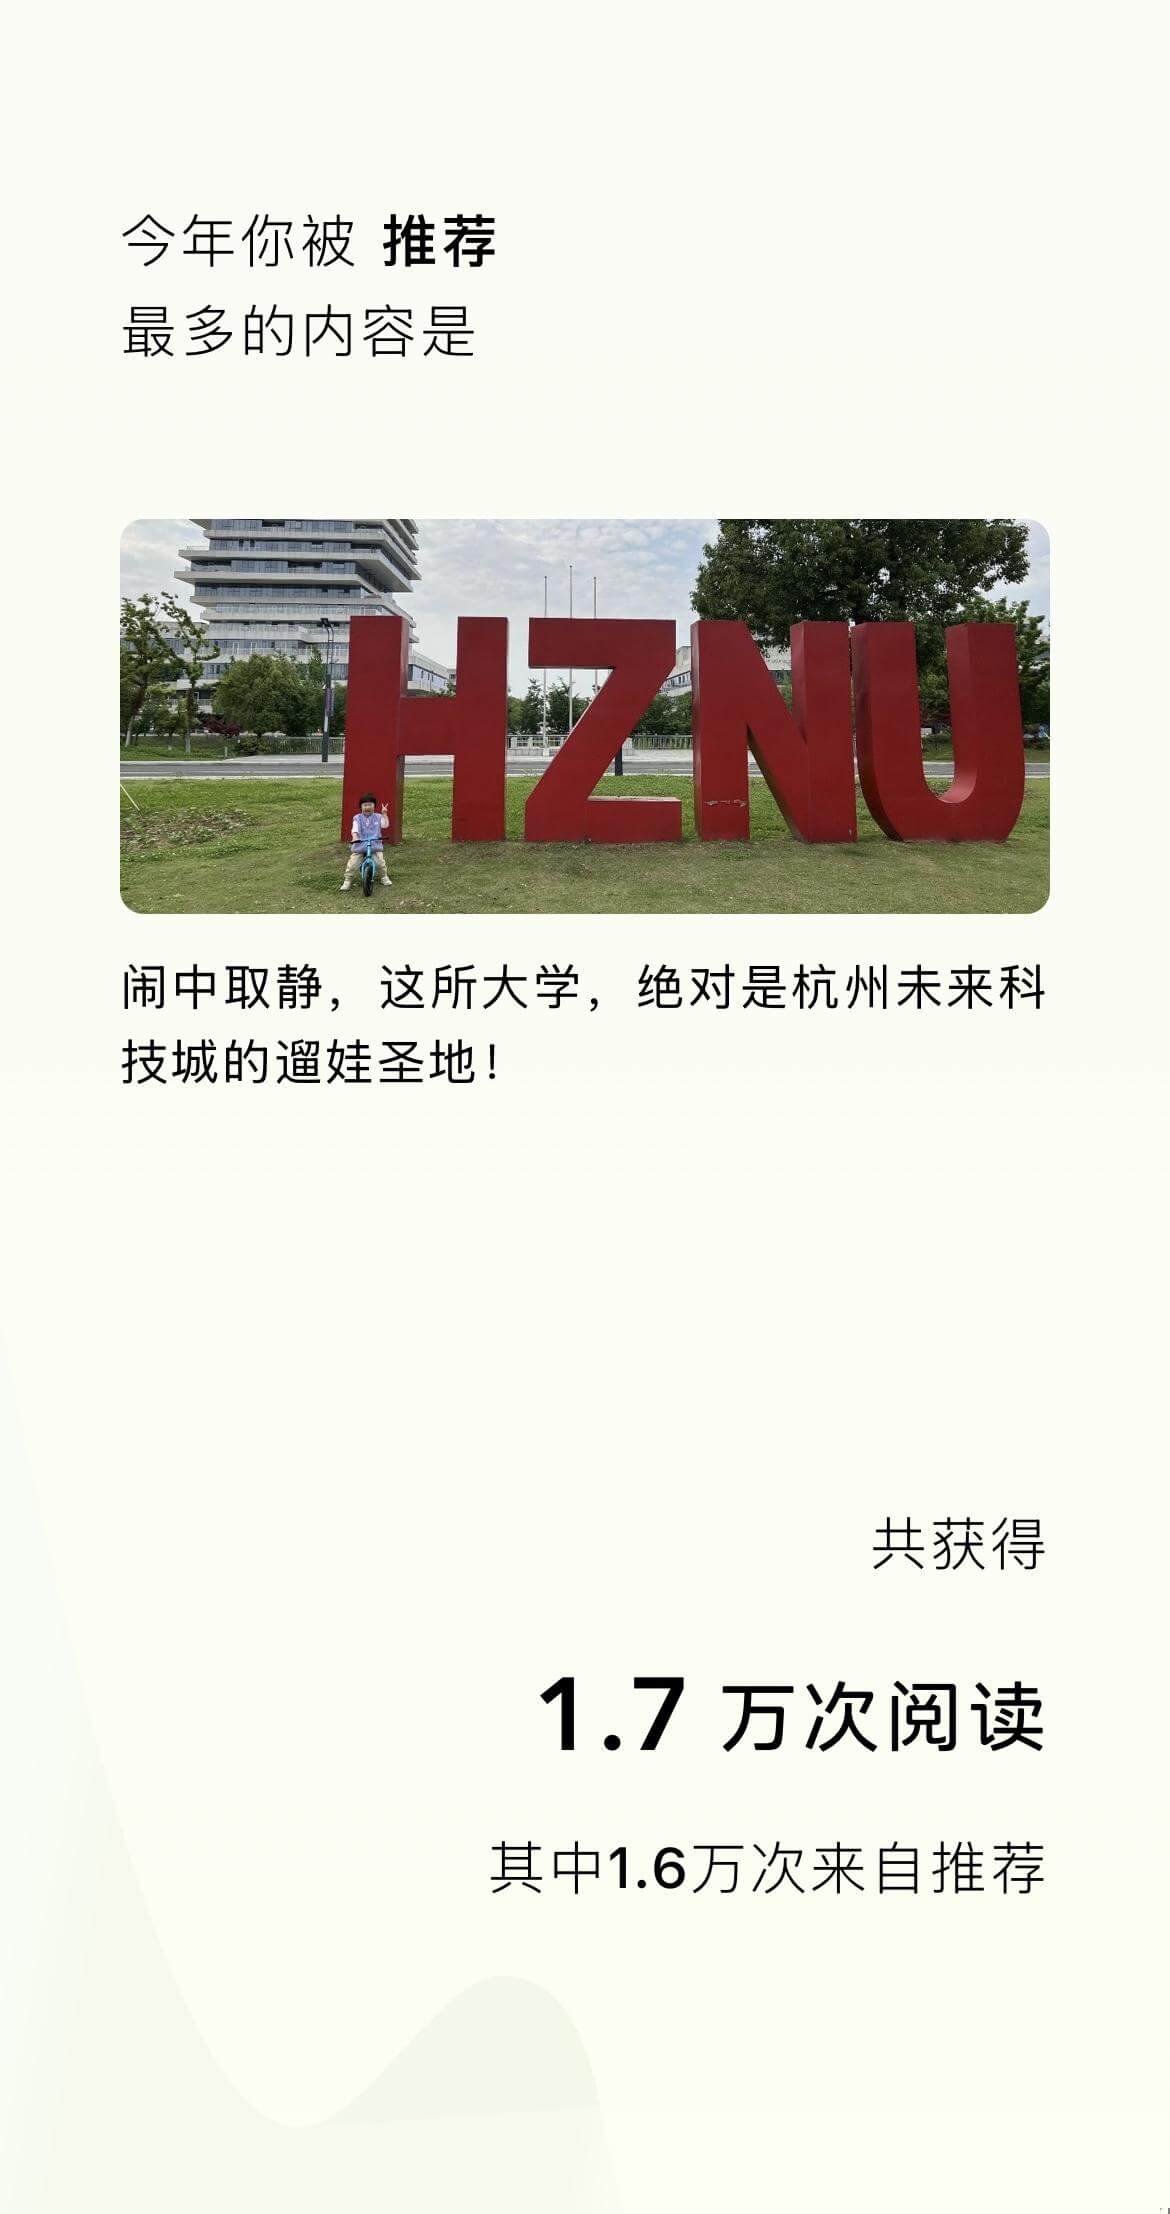 今年你被 推荐
最多的内容是
HZNU
闹中取静，这所大学，绝对是杭州未来科
技城的遛娃圣地！
共获得
1.7 万次阅读
其中1.6万次来自推荐